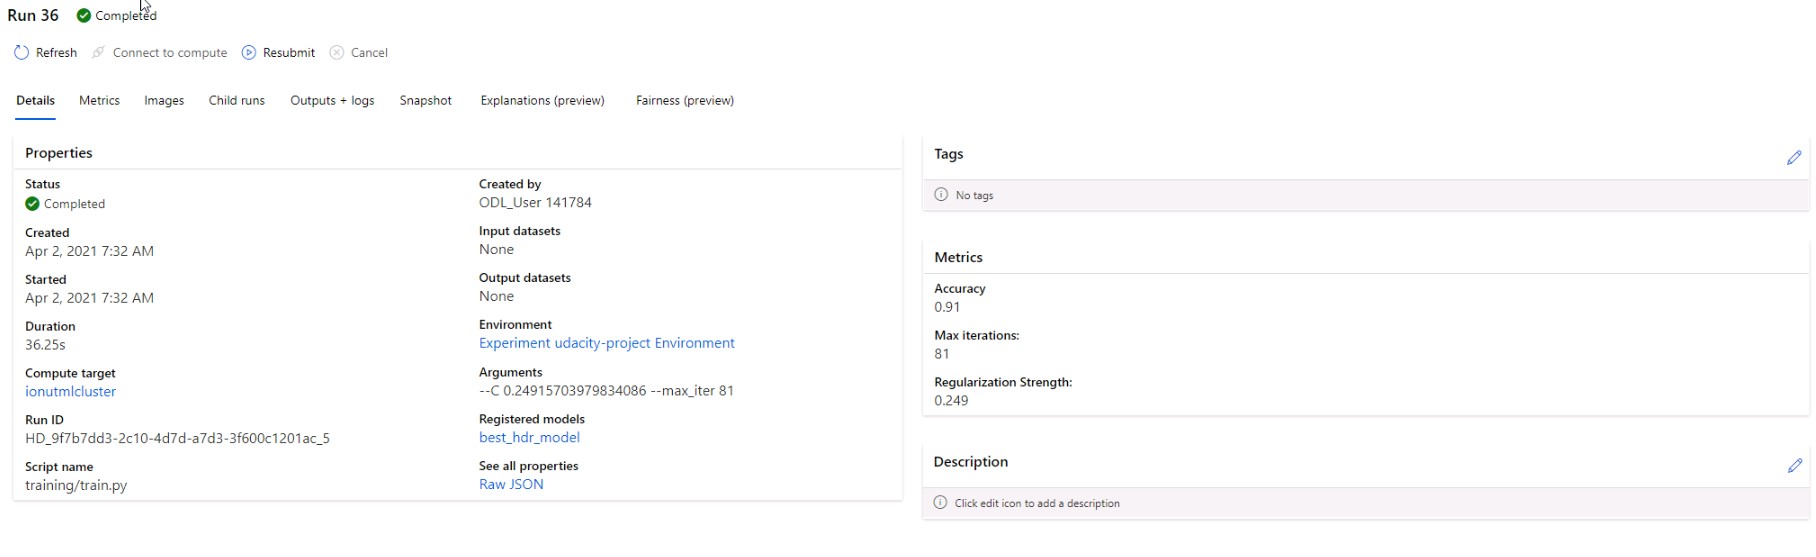 Run 36 Completed
Refresh Connect to compute Resubmit Cancel
Details Metrics Images Child runs Outputs + logs Snapshot Explanations (preview) Fairness (preview)
Properties
Status
Completed
Created
Apr 2, 2021 7:32 AM
Started
Apr 2, 2021 7:32 AM
Duration
36.25s
Compute target
ionutmlcluster
Run ID
HD_9f7b7dd3-2c10-4d7d-a7d3-3f600c1201ac_5
Script name
training/train.py
Created by
ODL_User 141784
Input datasets
None
Output datasets
None
Environment
Experiment udacity-project Environment
Arguments
--C 0.24915703979834086 --max_iter 81
Registered models
best_hdr_model
See all properties
Raw JSON
Tags
No tags
Metrics
Accuracy
0.91
Max iterations:
81
Regularization Strength:
0.249
Description
Click edit icon to add a description